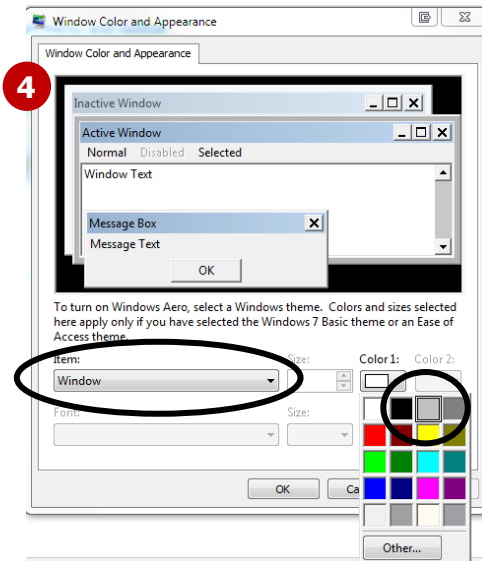 Window Color and Appearance
Window Color and Appearance
4
Inactive Window
Active Window
Normal Disabled Selected
Window Text
Message Box
Message Text
OK
To turn on Windows Aero, select a Windows theme. Colors and sizes selected
here apply only if you have selected the Windows 7 Basic theme or an Ease of
Access theme.
Item: Size: Color 1: Color 2:
Window
Font: Size:
OK Ca
Other...